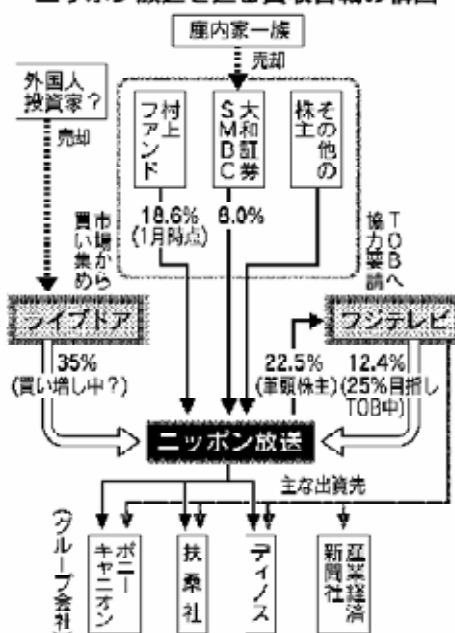 ニッポン放送を巡る買収合戦の構図
鹿内家一族
売却
外国人
投資家？
売却
村上
ファンド
大和証券
SMBC
その他の
株主
18.6%
(1月時点)
8.0%
市場から
買い集め
TOBへ
協力要請
ライブドア
フジテレビ
35%
(買い増し中？)
22.5%
(筆頭株主)
12.4%
(25%目指し
TOB中)
ニッポン放送
主な出資先
(グループ会社)
ポニー
キャニオン
扶桑社
ディノス
産業経済
新聞社